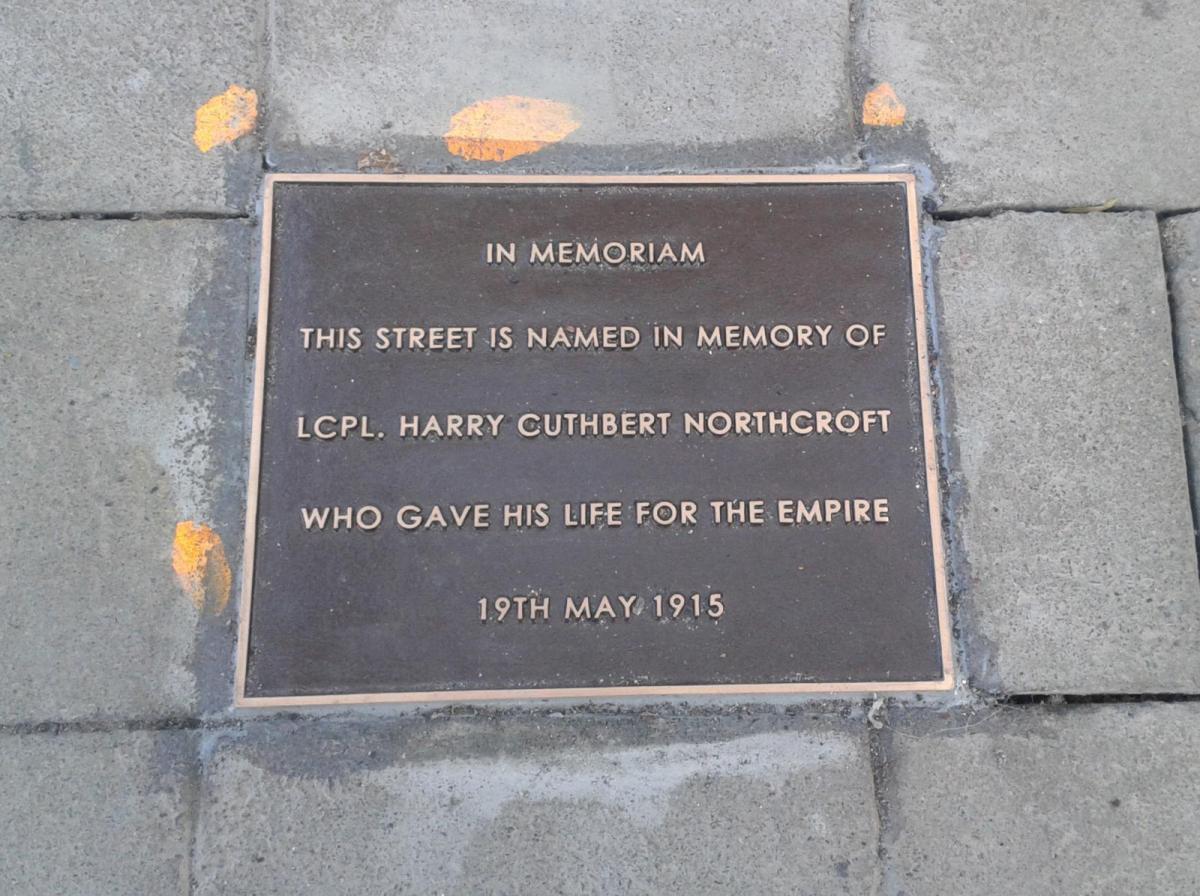 IN MEMORIAM
THIS STREET IS NAMED IN MEMORY OF
LCPL. HARRY CUTHBERT NORTHCROFT
WHO GAVE HIS LIFE FOR THE EMPIRE
19TH MAY 1915